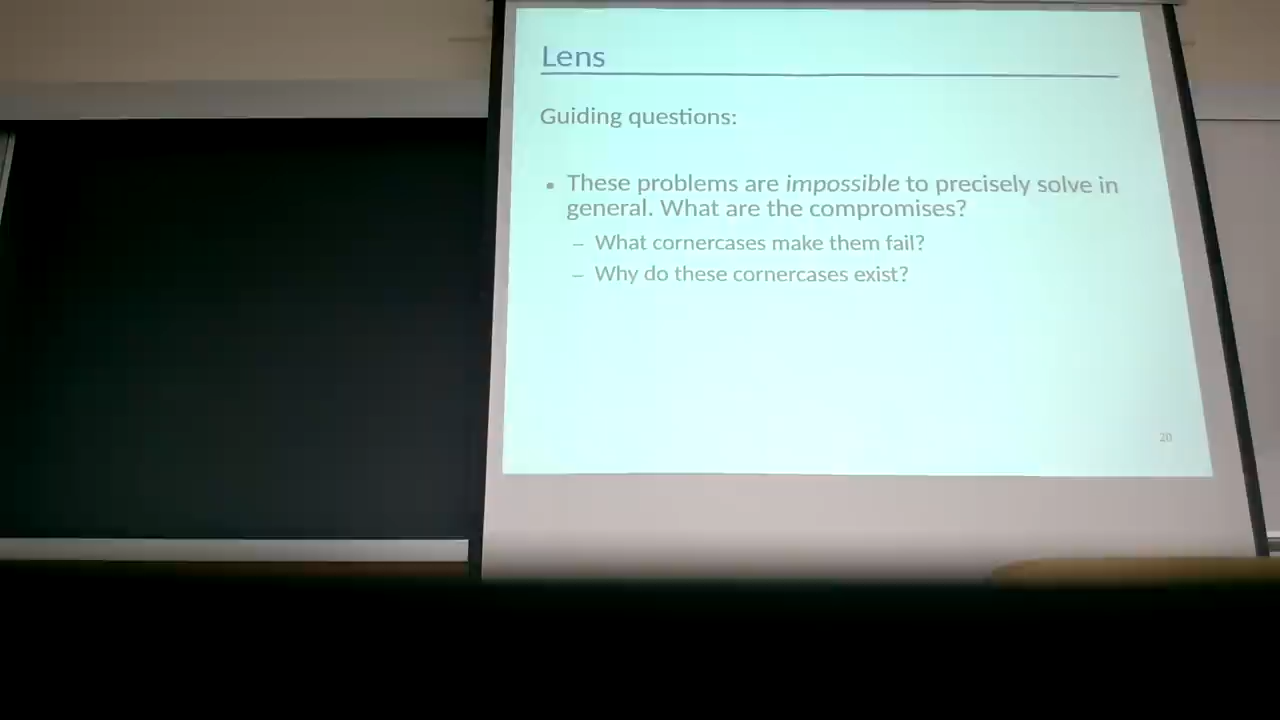 Lens
Guiding questions:
▪ These problems are impossible to precisely solve in
general. What are the compromises?
– What cornercases make them fail?
– Why do these cornercases exist?
20